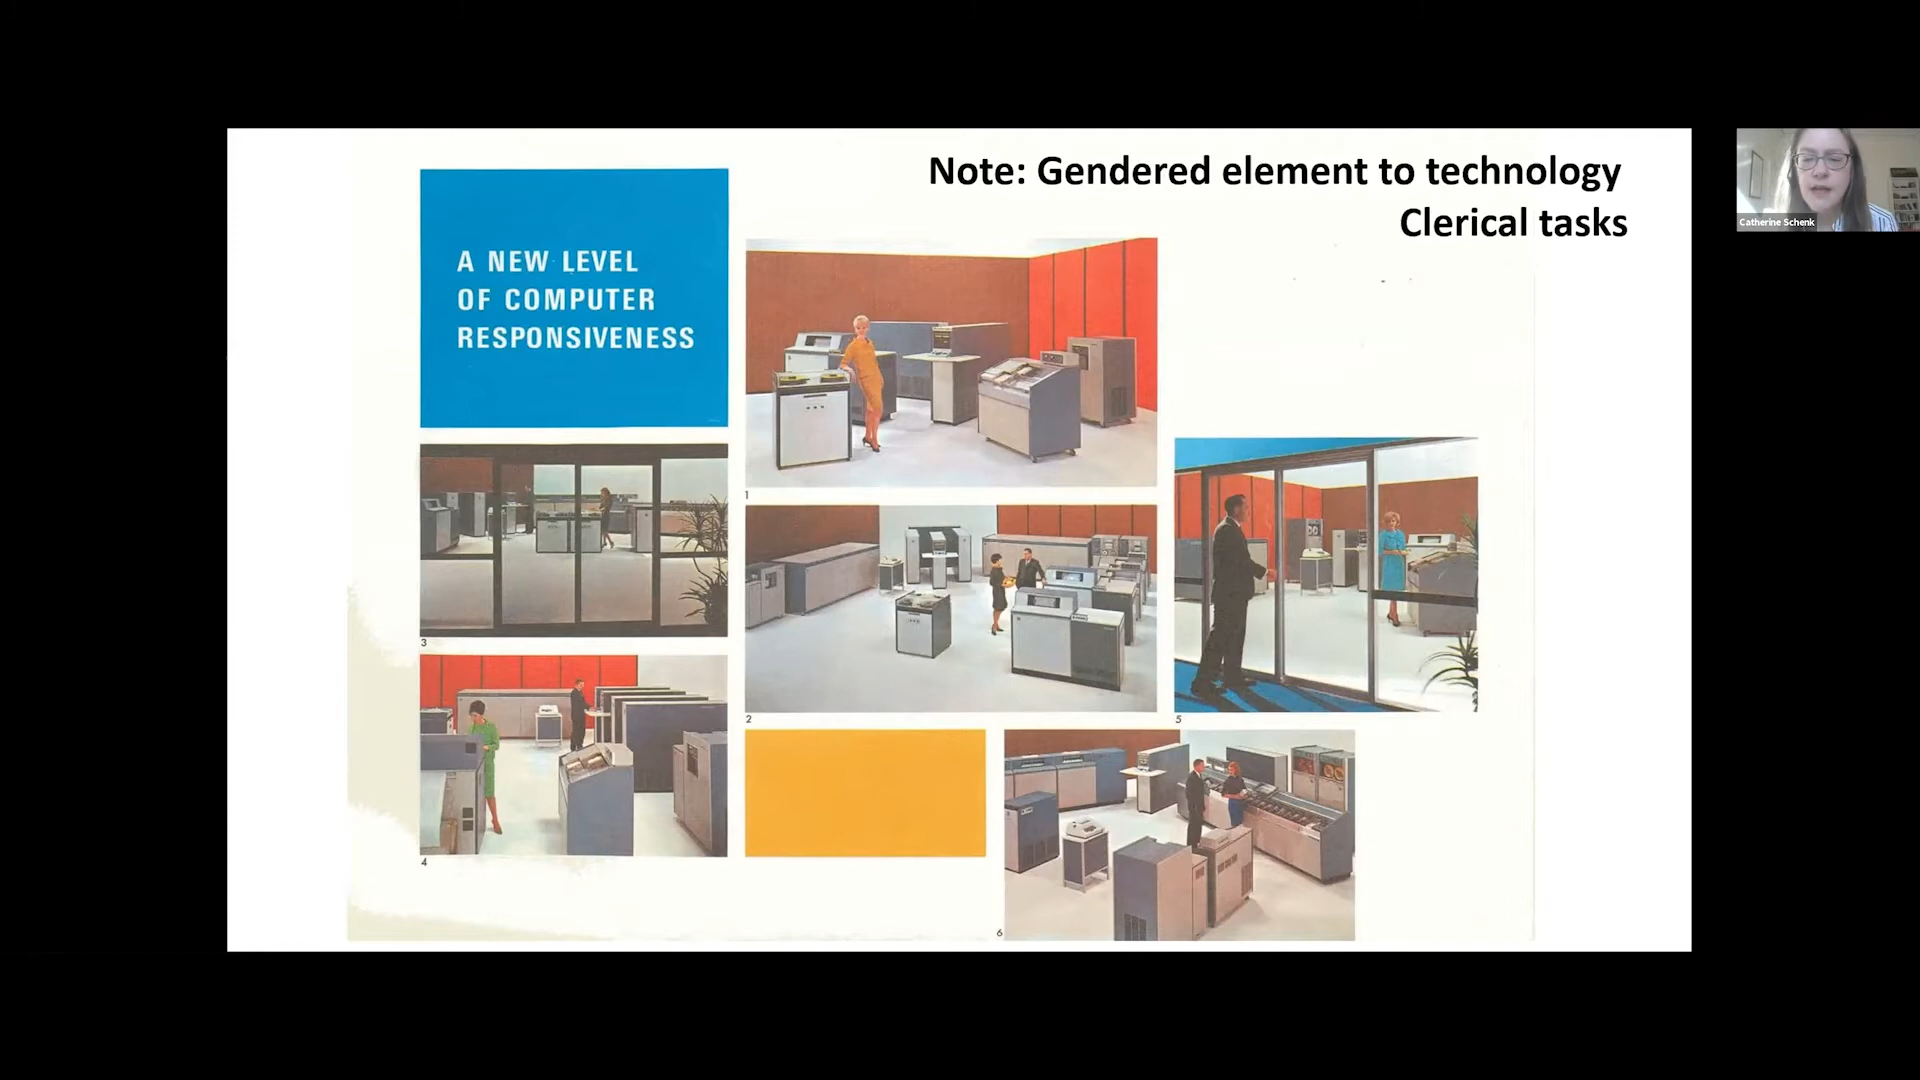 Note: Gendered element to technology
Clerical tasks
Catherine Schenk
A NEW LEVEL
OF COMPUTER
RESPONSIVENESS
1
3
2
5
4
6